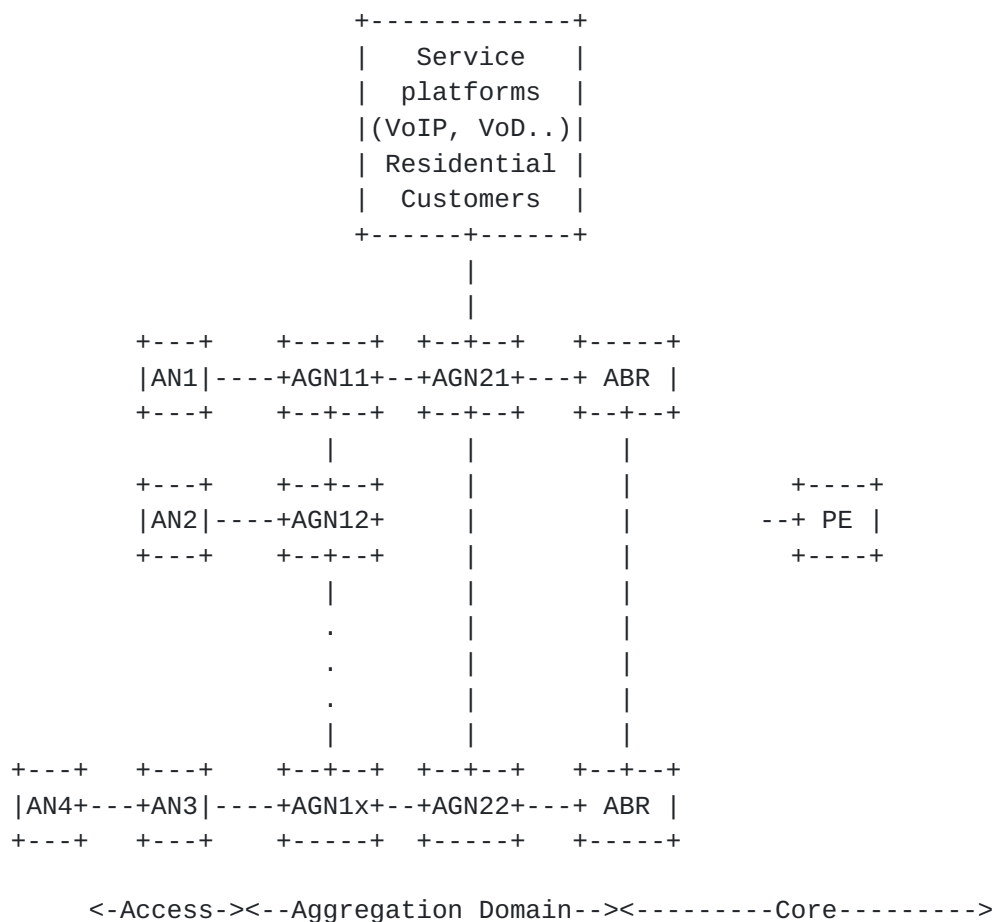 +-------------+
                       |   Service   |
                       |  platforms  |
                       |(VoIP, VoD..)|
                       | Residential |
                       |  Customers  |
                       +------+------+
                              |
                              |
         +---+    +-----+  +--+--+   +-----+
         |AN1|----+AGN11+--+AGN21+---+ ABR |
         +---+    +--+--+  +--+--+   +--+--+
                     |        |         |
         +---+    +--+--+     |         |          +----+
         |AN2|----+AGN12+     |         |        --+ PE |
         +---+    +--+--+     |         |          +----+
                     |        |         |
                     .        |         |
                     .        |         |
                     .        |         |
                     |        |         |
 +---+   +---+    +--+--+  +--+--+   +--+--+
 |AN4+---+AN3|----+AGN1x+--+AGN22+---+ ABR |
 +---+   +---+    +-----+  +-----+   +-----+

      <-Access-><--Aggregation Domain--><---------Core--------->